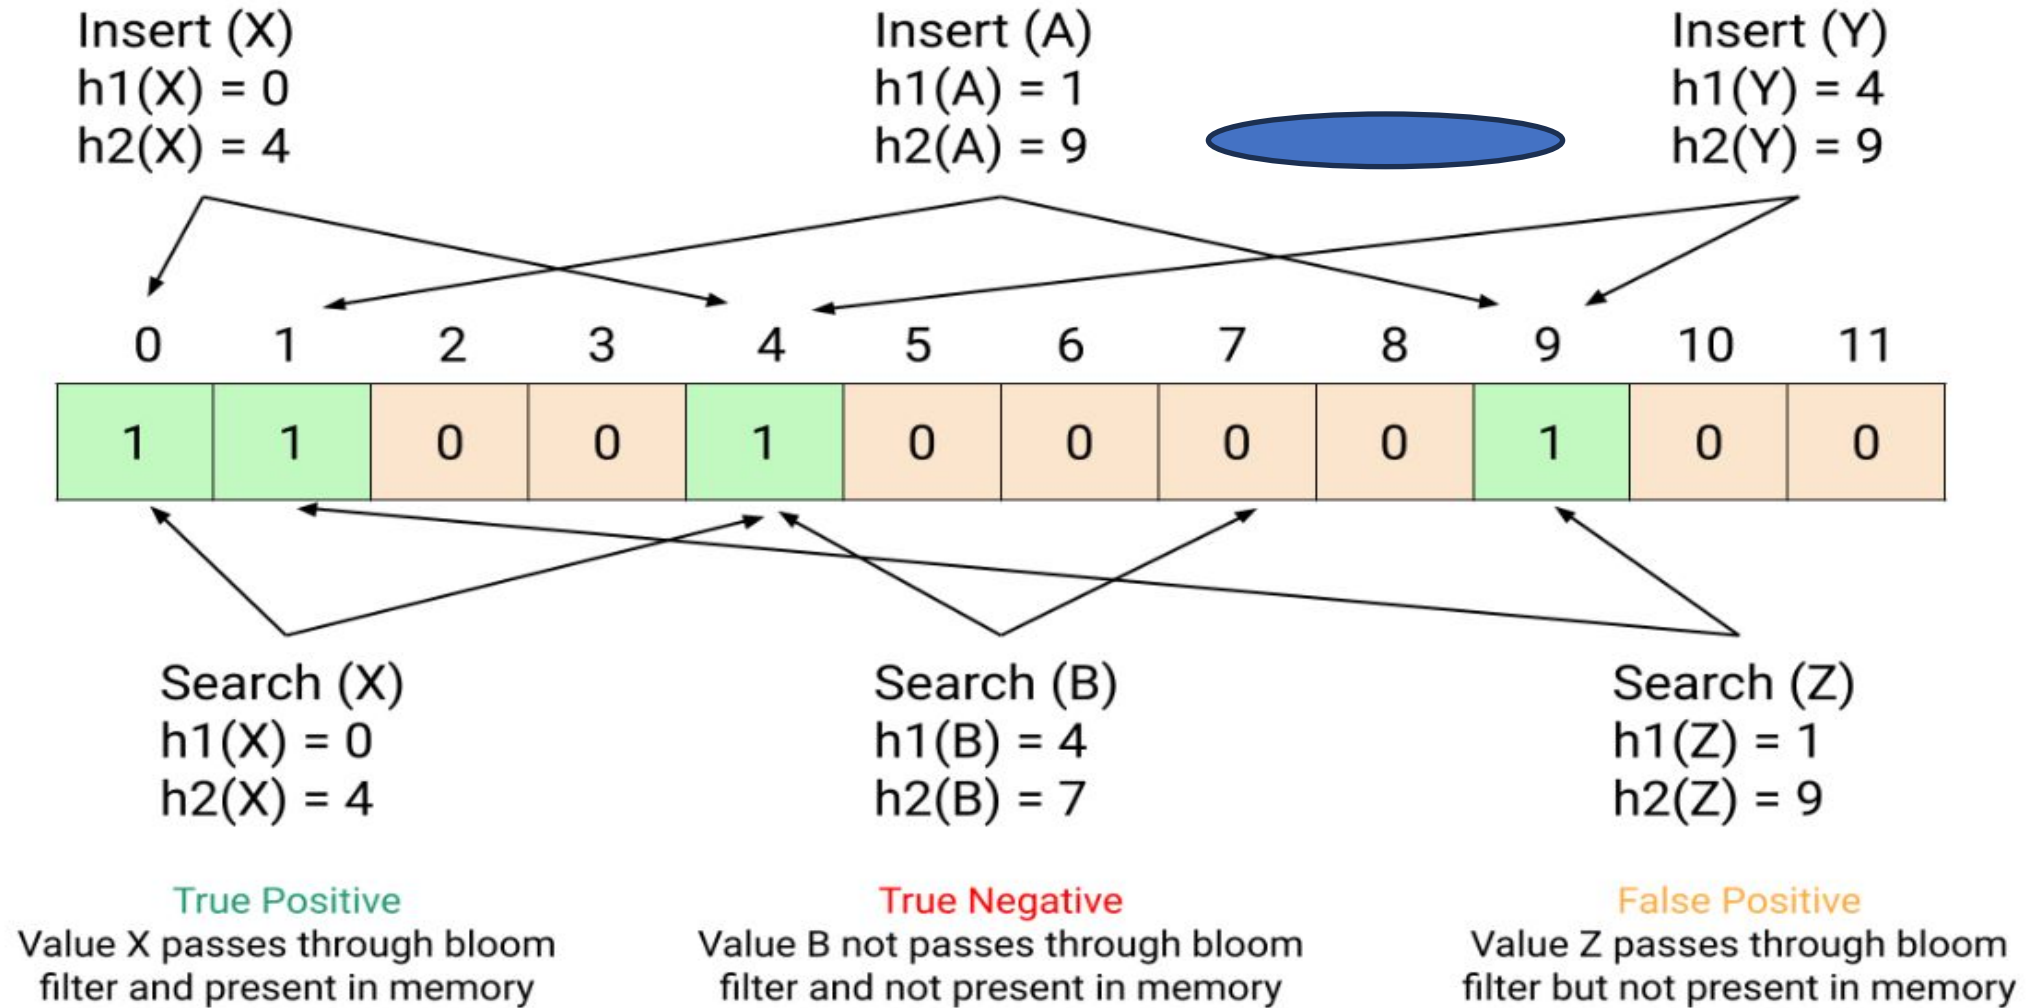 Insert (X)
h1(X) = 0
h2(X) = 4
Insert (A)
h1(A) = 1
h2(A) = 9
Insert (Y)
h1(Y) = 4
h2(Y) = 9
0 1 2 3 4 5 6 7 8 9 10 11
1 1 0 0 1 0 0 0 0 1 0 0
Search (X)
h1(X) = 0
h2(X) = 4
Search (B)
h1(B) = 4
h2(B) = 7
Search (Z)
h1(Z) = 1
h2(Z) = 9
True Positive
Value X passes through bloom
filter and present in memory
True Negative
Value B not passes through bloom
filter and not present in memory
False Positive
Value Z passes through bloom
filter but not present in memory